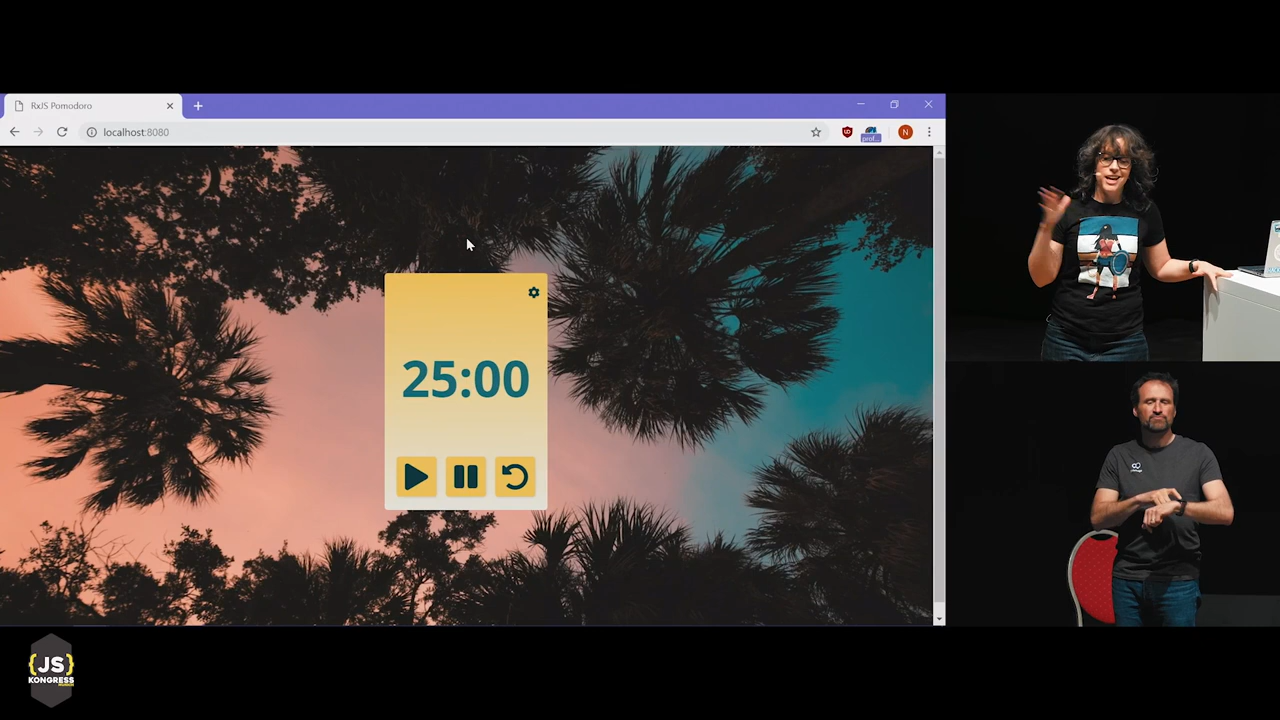 RxJS Pomodoro
localhost:8080
N
25:00
{JS}
KONGRESS